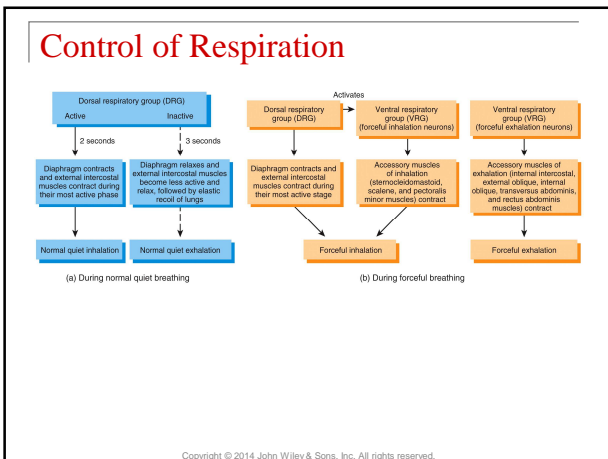 Control of Respiration
Dorsal respiratory group (DRG)
Active
Inactive
2 seconds
3 seconds
Diaphragm contracts
and external intercostal
muscles contract during
their most active phase
Diaphragm relaxes and
external intercostal muscles
become less active and
relax, followed by elastic
recoil of lungs
Normal quiet inhalation
Normal quiet exhalation
(a) During normal quiet breathing
Activates
Dorsal respiratory
group (DRG)
Ventral respiratory
group (VRG)
(forceful inhalation neurons)
Ventral respiratory
group (VRG)
(forceful exhalation neurons)
Diaphragm contracts and
external intercostal
muscles contract during
their most active stage
Accessory muscles
of inhalation
(sternocleidomastoid,
scalene, and pectoralis
minor muscles) contract
Accessory muscles of
exhalation (internal intercostal,
external oblique, internal
oblique, transversus abdominis,
and rectus abdominis
muscles) contract
Forceful inhalation
Forceful exhalation
(b) During forceful breathing
Copyright © 2014 John Wiley & Sons, Inc. All rights reserved.